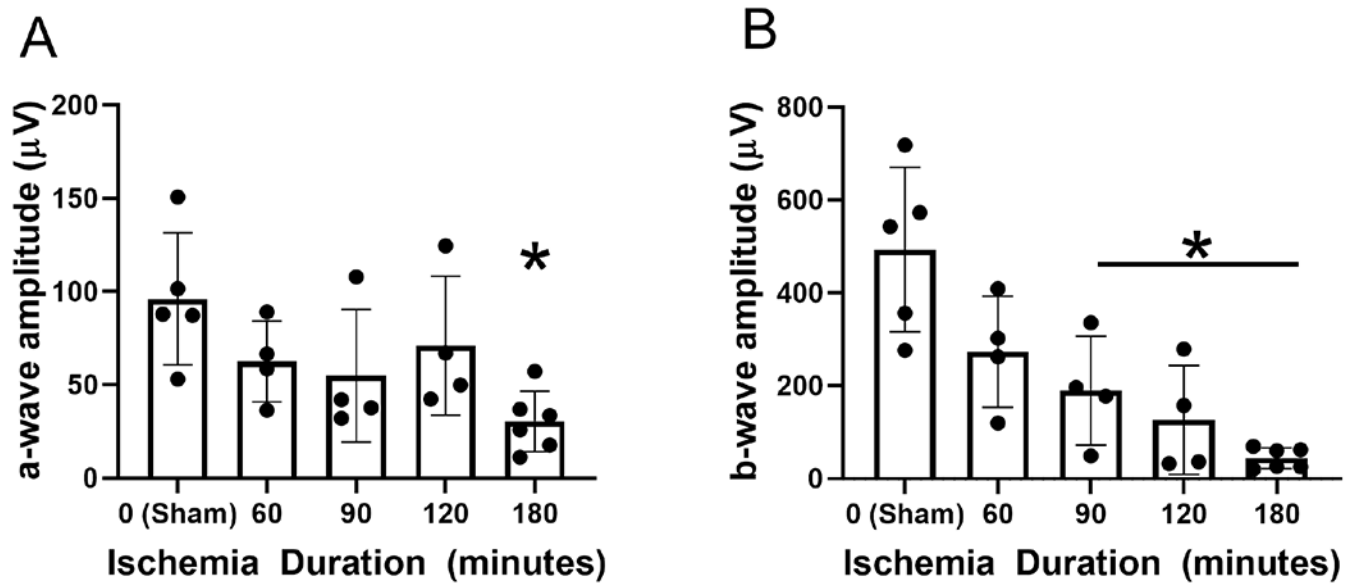 A
a-wave amplitude (μV)
200
150
100
50
0
*
0 (Sham) 60 90 120 180
Ischemia Duration (minutes)
B
b-wave amplitude (μV)
800
600
400
200
0
*
0 (Sham) 60 90 120 180
Ischemia Duration (minutes)